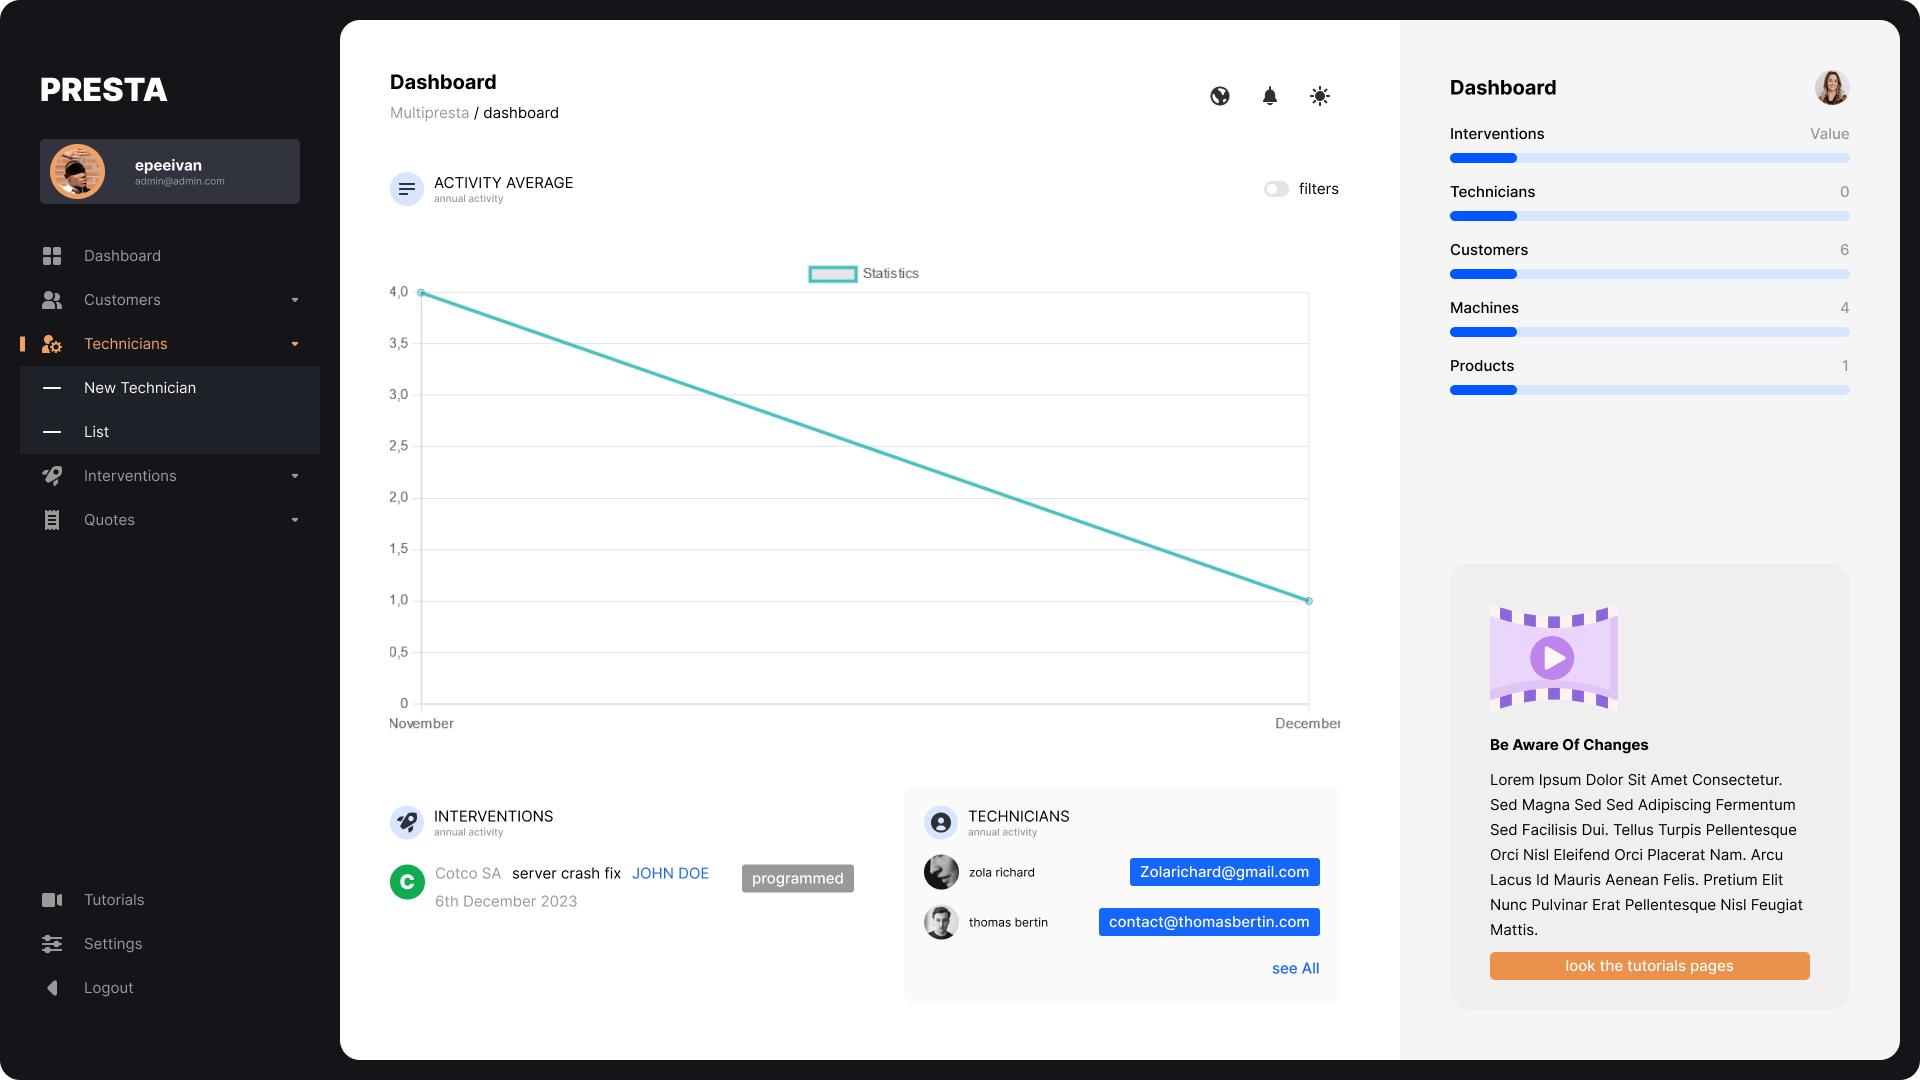 PRESTA
epeeivan
admin@admin.com
Dashboard
Customers
Technicians
New Technician
List
Interventions
Quotes
Tutorials
Settings
Logout
Dashboard
Multipresta / dashboard
ACTIVITY AVERAGE
annual activity
filters
Statistics
4,0
3,5
3,0
2,5
2,0
1,5
1,0
0,5
0
November December
INTERVENTIONS
annual activity
C
Cotco SA server crash fix JOHN DOE
6th December 2023
programmed
TECHNICIANS
annual activity
zola richard Zolarichard@gmail.com
thomas bertin contact@thomasbertin.com
see All
Dashboard
Interventions Value
Technicians 0
Customers 6
Machines 4
Products 1
Be Aware Of Changes
Lorem Ipsum Dolor Sit Amet Consectetur.
Sed Magna Sed Sed Adipiscing Fermentum
Sed Facilisis Dui. Tellus Turpis Pellentesque
Orci Nisl Eleifend Orci Placerat Nam. Arcu
Lacus Id Mauris Aenean Felis. Pretium Elit
Nunc Pulvinar Erat Pellentesque Nisl Feugiat
Mattis.
look the tutorials pages